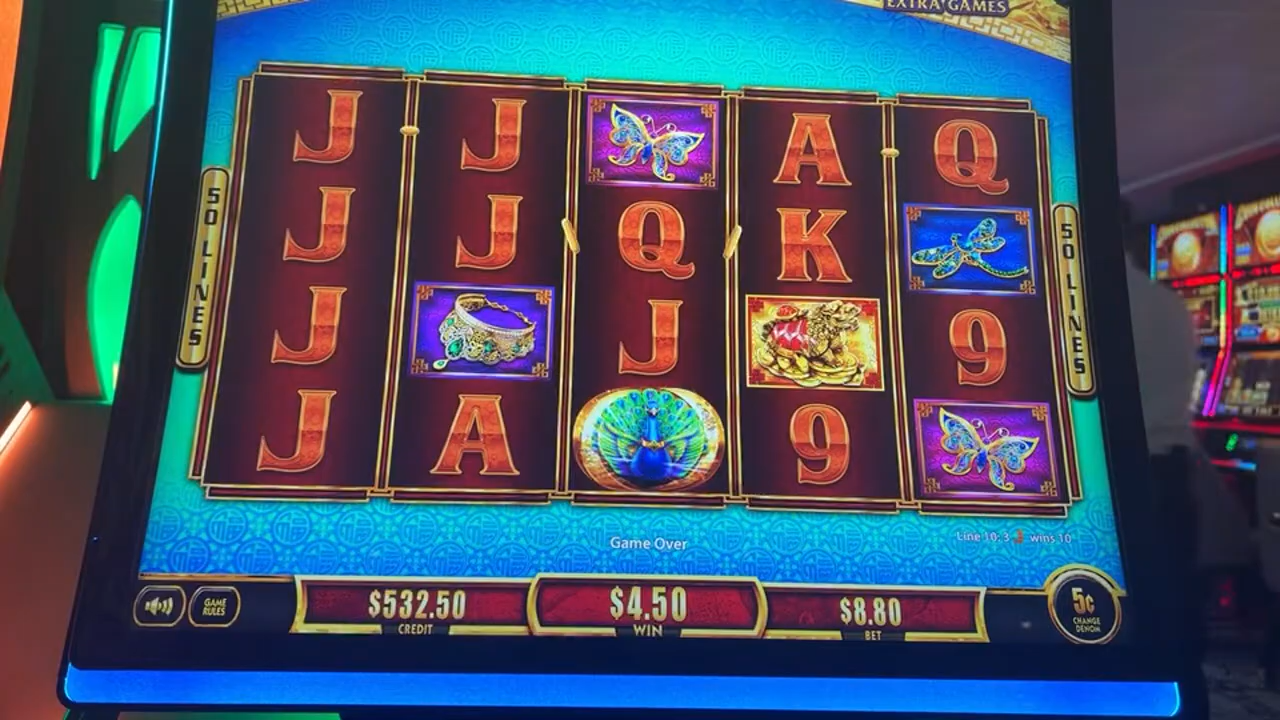 EXTRA GAMES
J J A Q
J J Q K
J J 9
J A 9
50 LINES
50 LINES
Game Over
Line 10: 3 J wins 10
GAME RULES
$532.50
CREDIT
$4.50
WIN
$8.80
BET
5¢
CHANGE
DENOM